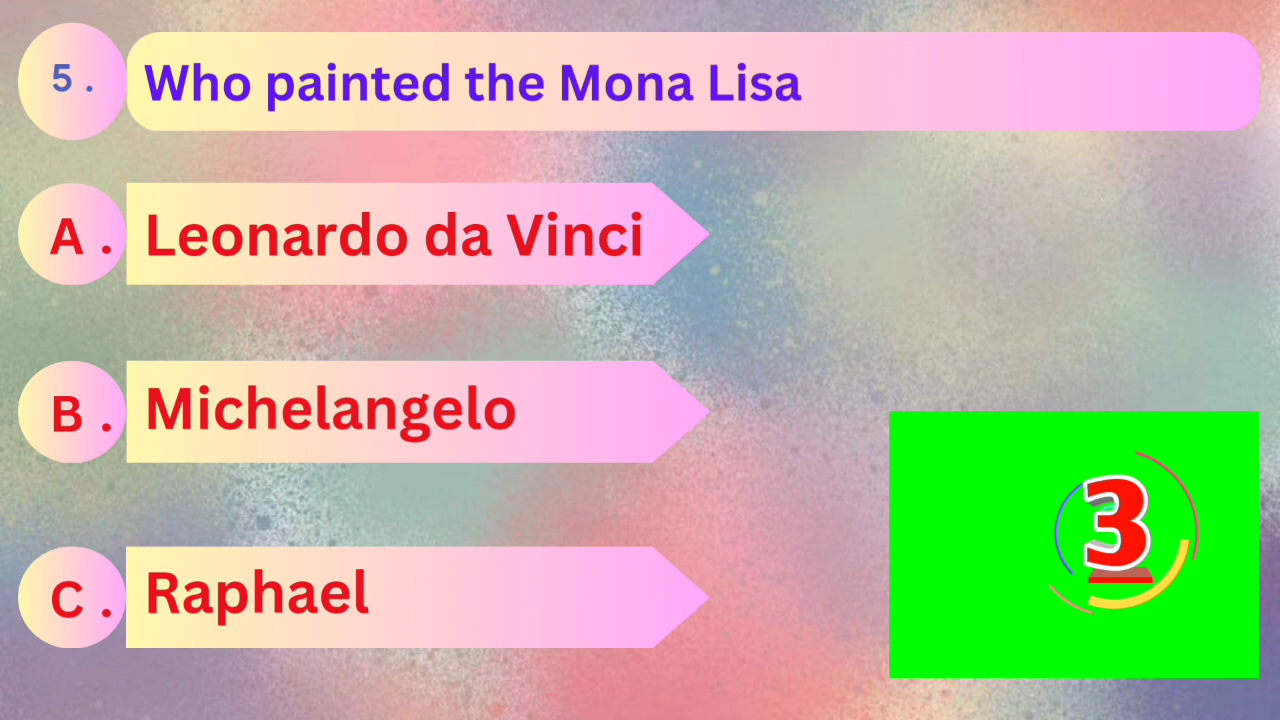 5 . Who painted the Mona Lisa
A . Leonardo da Vinci
B . Michelangelo
C . Raphael
3